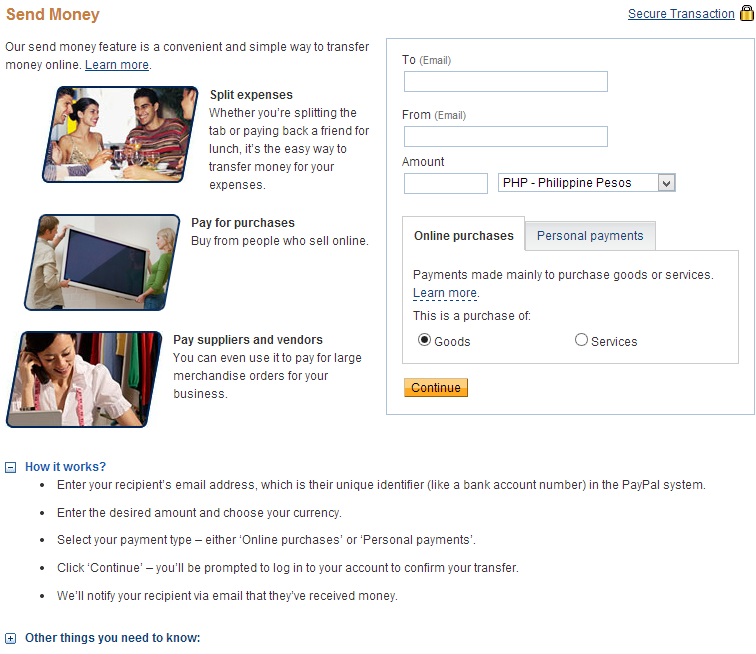 Send Money
Secure Transaction
Our send money feature is a convenient and simple way to transfer
money online. Learn more.
Split expenses
Whether you’re splitting the
tab or paying back a friend for
lunch, it’s the easy way to
transfer money for your
expenses.
Pay for purchases
Buy from people who sell online.
Pay suppliers and vendors
You can even use it to pay for large
merchandise orders for your
business.
To (Email)
From (Email)
Amount
PHP - Philippine Pesos
Online purchases
Personal payments
Payments made mainly to purchase goods or services.
Learn more.
This is a purchase of:
Goods
Services
Continue
How it works?
• Enter your recipient’s email address, which is their unique identifier (like a bank account number) in the PayPal system.
• Enter the desired amount and choose your currency.
• Select your payment type – either ‘Online purchases’ or ‘Personal payments’.
• Click ‘Continue’ – you’ll be prompted to log in to your account to confirm your transfer.
• We’ll notify your recipient via email that they’ve received money.
Other things you need to know: